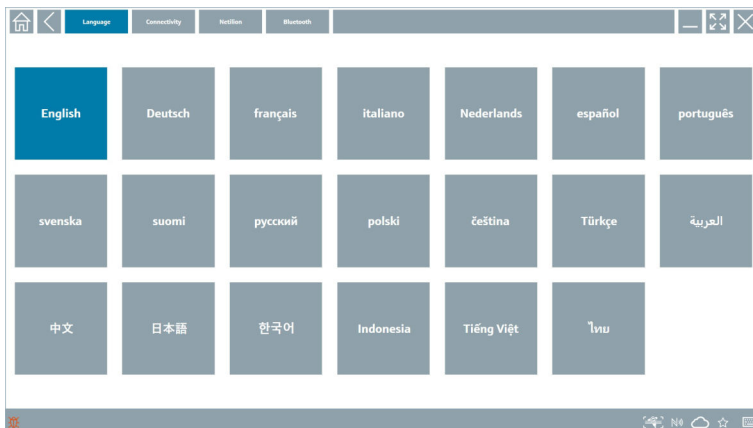 Language Connectivity Netilion Bluetooth
English Deutsch français italiano Nederlands español português
svenska suomi русский polski čeština Türkçe العربية
中文 日本語 한국어 Indonesia Tiếng Việt ไทย